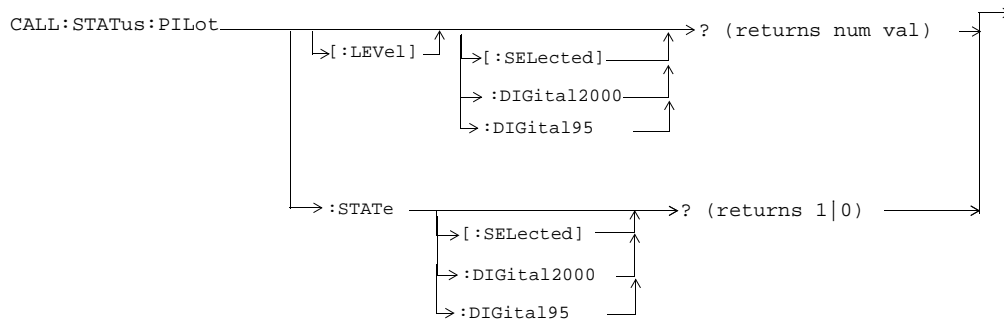 CALL:STATus:PILot
[:LEVel]
[:SELected]
:DIGital2000
:DIGital95
? (returns num val)
:STATe
[:SELected]
:DIGital2000
:DIGital95
? (returns 1|0)